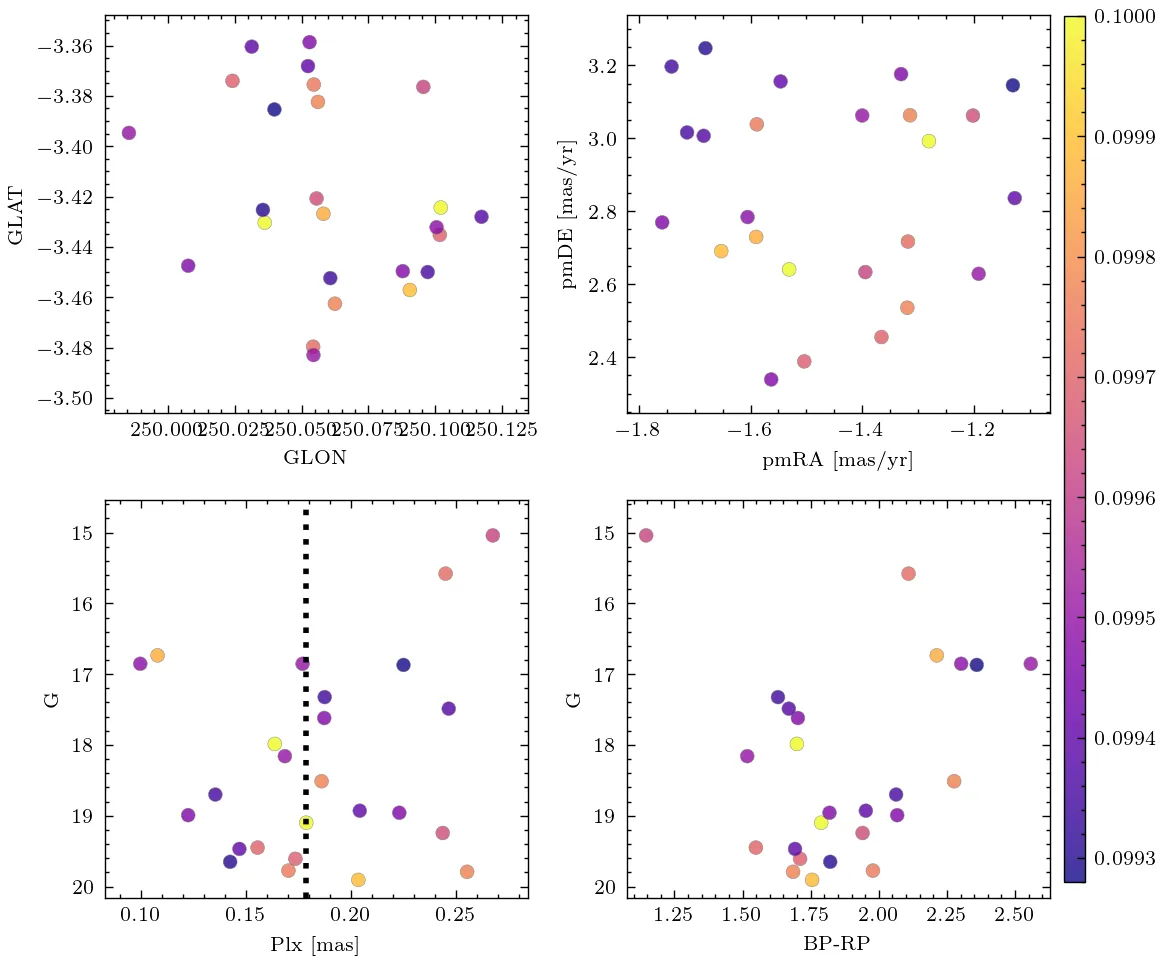 −3.36
−3.38
−3.40
−3.42
−3.44
−3.46
−3.48
−3.50
GLAT
250.000 250.025 250.050 250.075 250.100 250.125
GLON
3.2
3.0
2.8
2.6
2.4
pmDE [mas/yr]
−1.8 −1.6 −1.4 −1.2
pmRA [mas/yr]
15
16
17
18
19
20
G
0.10 0.15 0.20 0.25
Plx [mas]
15
16
17
18
19
20
G
1.25 1.50 1.75 2.00 2.25 2.50
BP-RP
0.1000
0.0999
0.0998
0.0997
0.0996
0.0995
0.0994
0.0993